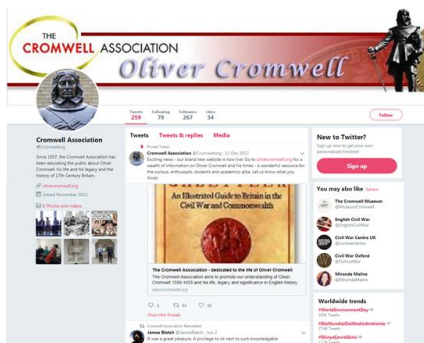 THE
CROMWELL ASSOCIATION
Oliver Cromwell
Tweets Following Followers Likes
259 79 267 34
Follow
Cromwell Association
@Cromwellorg
Since 1937, the Cromwell Association has
been educating the public about Oliver
Cromwell; his life and his legacy and the
history of 17th Century Britain.
olivercromwell.org
Joined November 2011
8 Photos and videos
Tweets Tweets & replies Media
Pinned Tweet
Cromwell Association @Cromwellorg · 11 Dec 2017
Exciting news - our brand new website is now live! Go to olivercromwell.org for a
wealth of information on Oliver Cromwell and his times - a wonderful resource for
the curious, enthusiasts, students and academics alike. Let us know what you
think!
An Illustrated Guide to Britain in the
Civil War and Commonwealth
The Cromwell Association - dedicated to the life of Oliver Cromwell
The Cromwell Association aims to promote our understanding of Oliver
Cromwell 1599-1658 and his life, legacy and significance in English history.
olivercromwell.org
Show this thread
Cromwell Association Retweeted
James Blatch @jamesblatch · Jun 2
It was a great pleasure. A privilege to sit next to such knowledgable
New to Twitter?
Sign up now to get your own
personalized timeline!
Sign up
You may also like · Refresh
The Cromwell Museum
@MuseumCromwell
English Civil War
@EnglishCivilWar
Civil War Centre UK
Civil War Oxford
@OxfordWar
Miranda Malins
@MirandaMalins
Worldwide trends
#WorldEnvironmentDay